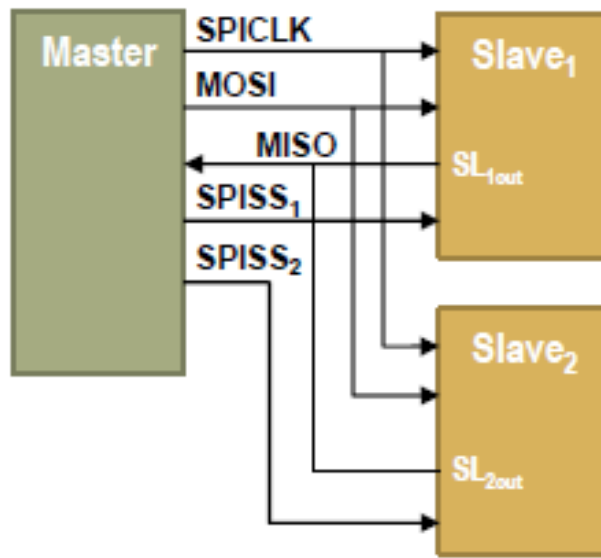 Master
SPICLK
MOSI
MISO
SPISS₁
SPISS₂
Slave₁
SL₁out
Slave₂
SL₂out